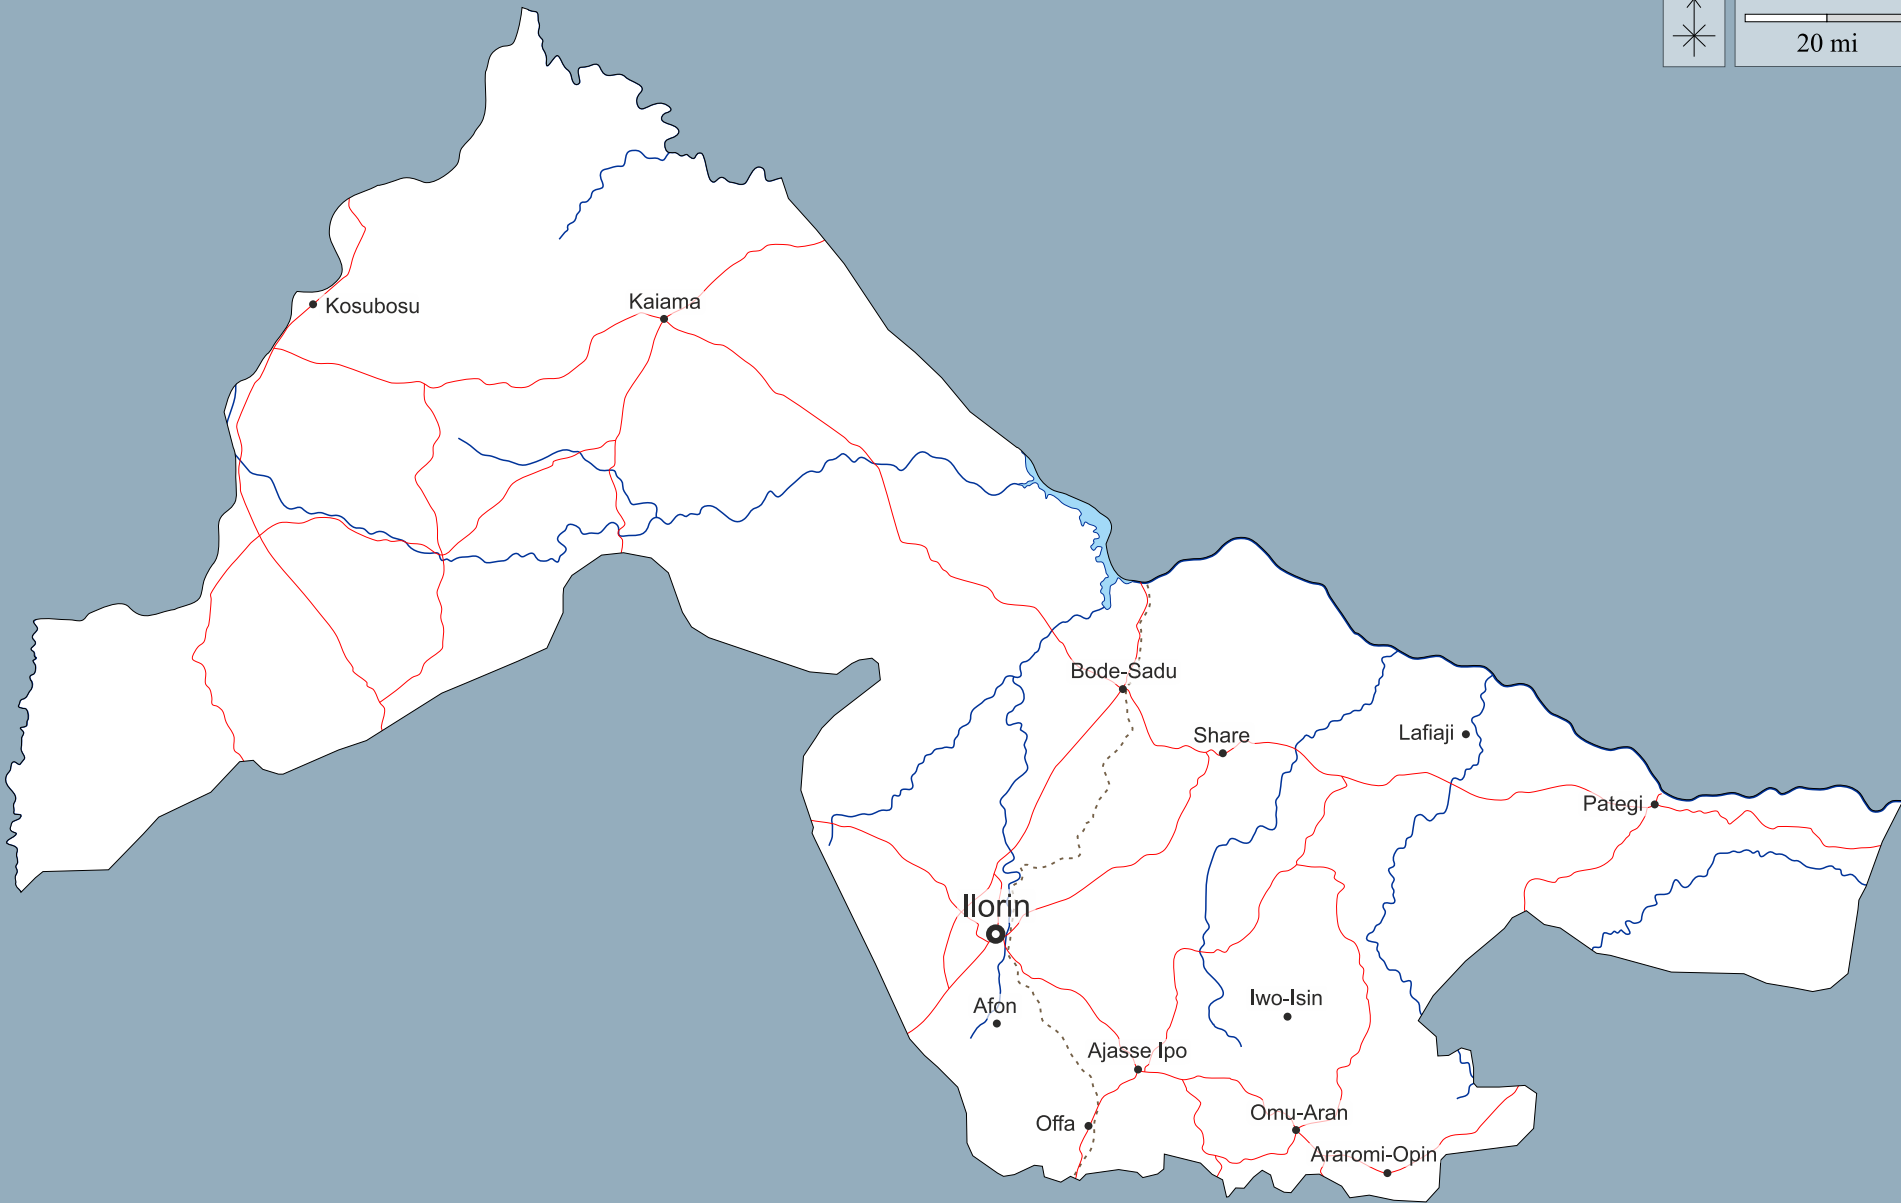 20 mi
Kosubosu
Kaiama
Bode-Sadu
Share
Lafiaji
Pategi
Ilorin
Afon
Iwo-Isin
Ajasse Ipo
Offa
Omu-Aran
Araromi-Opin